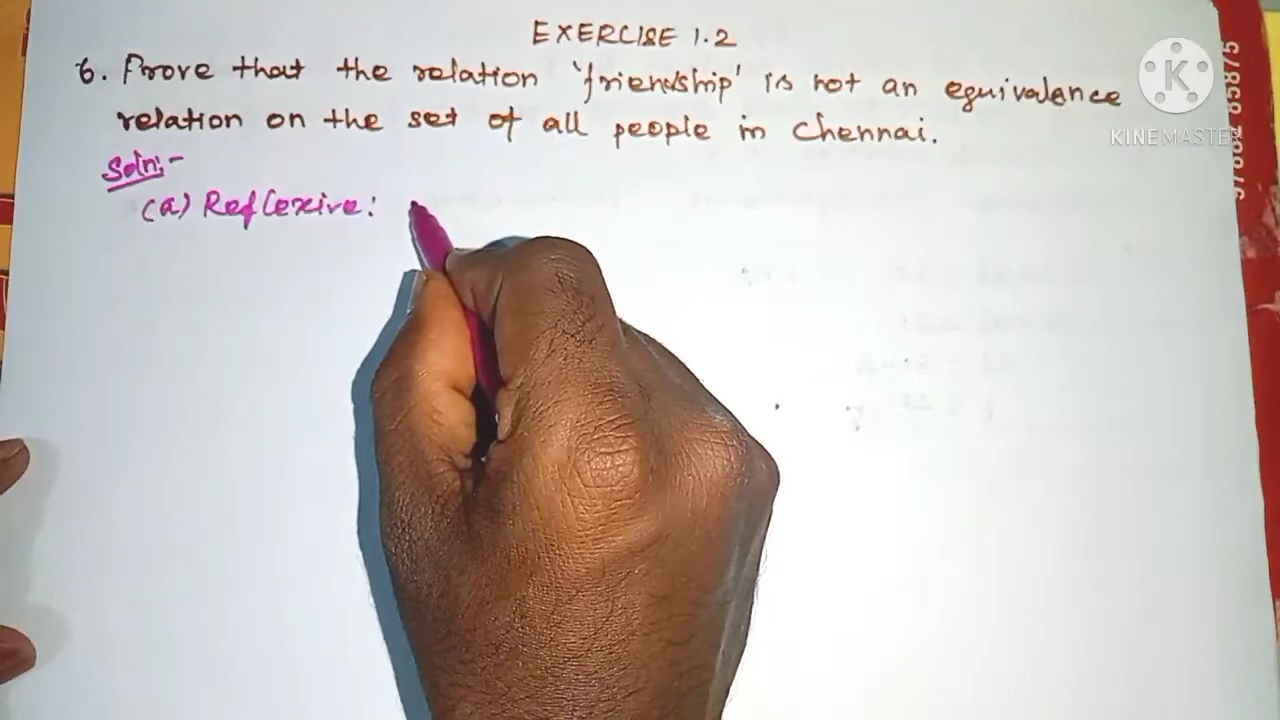 EXERCISE 1.2
6. Prove that the relation 'friendship' is not an equivalence
relation on the set of all people in Chennai.
Soln:-
(a) Reflexive:
K
KINEMASTER